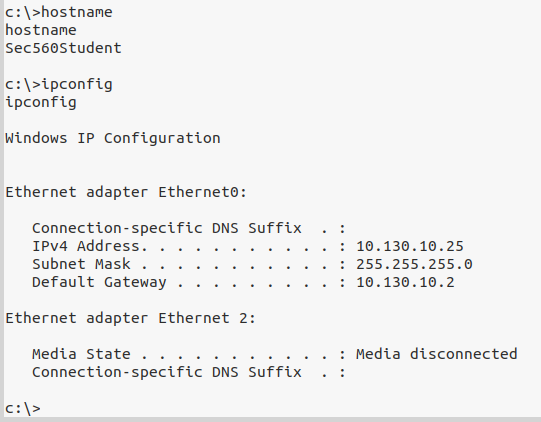 c:\>hostname
hostname
Sec560Student
c:\>ipconfig
ipconfig
Windows IP Configuration
Ethernet adapter Ethernet0:
   Connection-specific DNS Suffix  . :
   IPv4 Address. . . . . . . . . . . : 10.130.10.25
   Subnet Mask . . . . . . . . . . . : 255.255.255.0
   Default Gateway . . . . . . . . . : 10.130.10.2
Ethernet adapter Ethernet 2:
   Media State . . . . . . . . . . . : Media disconnected
   Connection-specific DNS Suffix  . :
c:\>